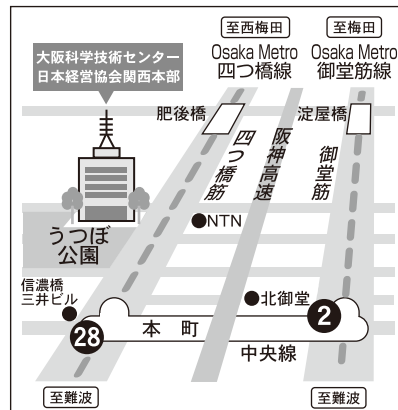 至西梅田
至梅田
Osaka Metro
四つ橋線
Osaka Metro
御堂筋線
大阪科学技術センター
日本経営協会関西本部
肥後橋
淀屋橋
四つ橋筋
阪神高速
御堂筋
NTN
うつぼ
公園
信濃橋
三井ビル
北御堂
2
28
本町
中央線
至難波
至難波